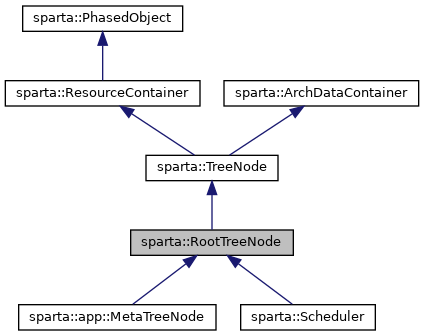 sparta::PhasedObject
sparta::ResourceContainer
sparta::ArchDataContainer
sparta::TreeNode
sparta::RootTreeNode
sparta::app::MetaTreeNode
sparta::Scheduler